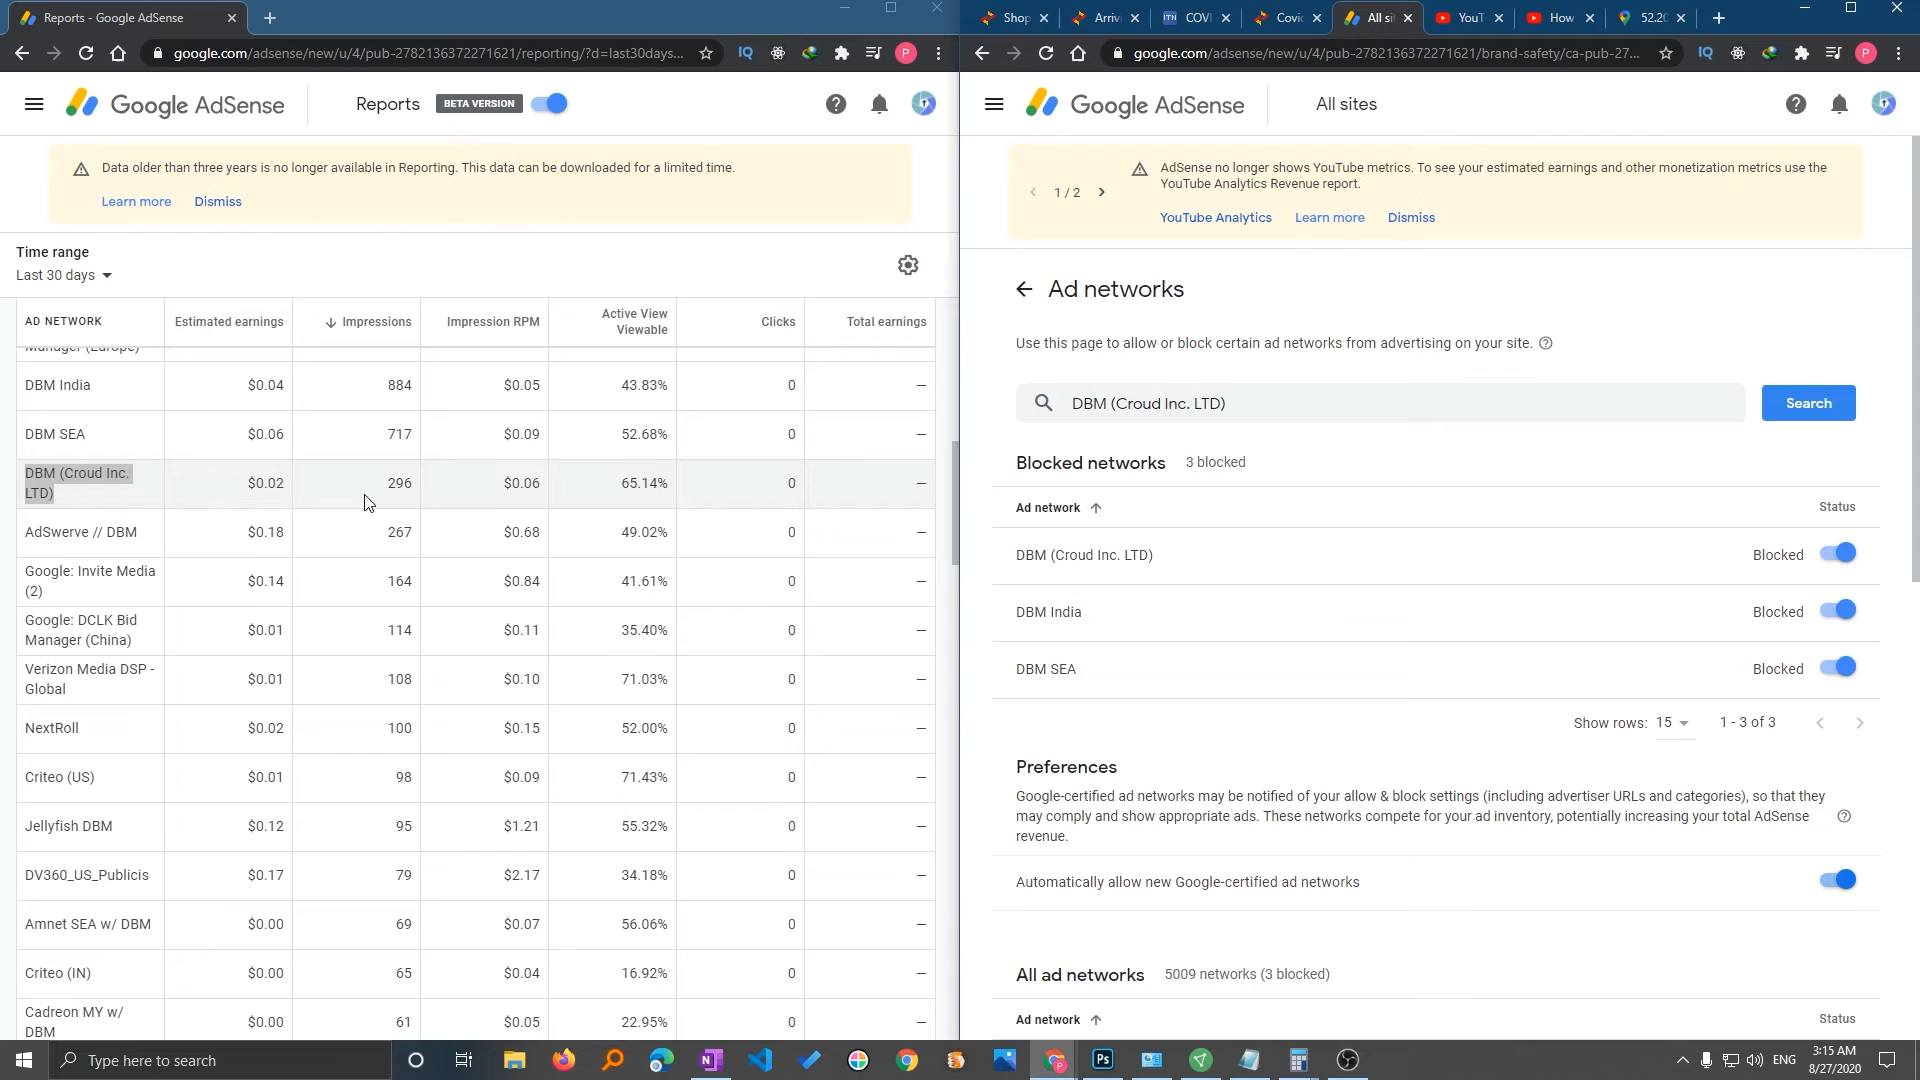 Reports - Google AdSense
google.com/adsense/new/u/4/pub-2782136372271621/reporting/?d=last30days...
IQ
P
Google AdSense
Reports
BETA VERSION
Data older than three years is no longer available in Reporting. This data can be downloaded for a limited time.
Learn more
Dismiss
Time range
Last 30 days
AD NETWORK Estimated earnings Impressions Impression RPM Active View Viewable Clicks Total earnings
Manager (Europe)
DBM India $0.04 884 $0.05 43.83% 0 —
DBM SEA $0.06 717 $0.09 52.68% 0 —
DBM (Croud Inc. LTD) $0.02 296 $0.06 65.14% 0 —
AdSwerve // DBM $0.18 267 $0.68 49.02% 0 —
Google: Invite Media (2) $0.14 164 $0.84 41.61% 0 —
Google: DCLK Bid Manager (China) $0.01 114 $0.11 35.40% 0 —
Verizon Media DSP - Global $0.01 108 $0.10 71.03% 0 —
NextRoll $0.02 100 $0.15 52.00% 0 —
Criteo (US) $0.01 98 $0.09 71.43% 0 —
Jellyfish DBM $0.12 95 $1.21 55.32% 0 —
DV360_US_Publicis $0.17 79 $2.17 34.18% 0 —
Amnet SEA w/ DBM $0.00 69 $0.07 56.06% 0 —
Criteo (IN) $0.00 65 $0.04 16.92% 0 —
Cadreon MY w/ DBM $0.00 61 $0.05 22.95% 0 —
Shop
Arriv
ITN COVI
Covic
All si
YouT
How
52.20
google.com/adsense/new/u/4/pub-2782136372271621/brand-safety/ca-pub-27...
IQ
P
Google AdSense
All sites
1 / 2
AdSense no longer shows YouTube metrics. To see your estimated earnings and other monetization metrics use the
YouTube Analytics Revenue report.
YouTube Analytics
Learn more
Dismiss
Ad networks
Use this page to allow or block certain ad networks from advertising on your site.
DBM (Croud Inc. LTD)
Search
Blocked networks 3 blocked
Ad network Status
DBM (Croud Inc. LTD) Blocked
DBM India Blocked
DBM SEA Blocked
Show rows: 15 1 - 3 of 3
Preferences
Google-certified ad networks may be notified of your allow & block settings (including advertiser URLs and categories), so that they
may comply and show appropriate ads. These networks compete for your ad inventory, potentially increasing your total AdSense
revenue.
Automatically allow new Google-certified ad networks
All ad networks 5009 networks (3 blocked)
Ad network Status
Type here to search
N
Ps
ENG
3:15 AM
8/27/2020